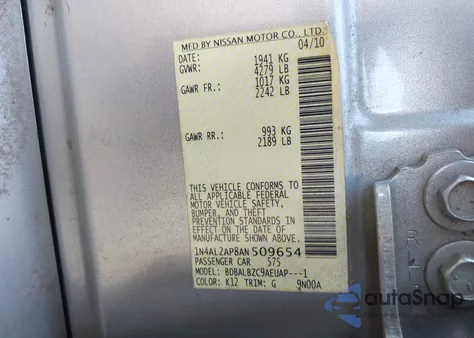 MFD BY NISSAN MOTOR CO., LTD.
DATE: 04/10
GVWR: 1941 KG
4279 LB
GAWR FR.: 1017 KG
2242 LB
GAWR RR.: 993 KG
2189 LB
THIS VEHICLE CONFORMS TO
ALL APPLICABLE FEDERAL
MOTOR VEHICLE SAFETY,
BUMPER, AND THEFT
PREVENTION STANDARDS IN
EFFECT ON THE DATE OF
MANUFACTURE SHOWN ABOVE.
1N4AL2AP8AN509654
PASSENGER CAR 575
MODEL: BDBALBZC9AEUAP---1
COLOR: K12 TRIM: G 9N00A
autoSnap